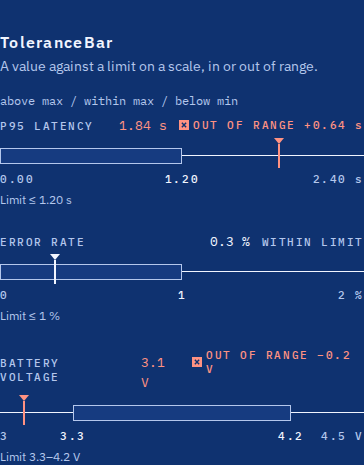 ToleranceBar
A value against a limit on a scale, in or out of range.
above max / within max / below min
P95 LATENCY 1.84 s OUT OF RANGE +0.64 s
0.00 1.20 2.40 s
Limit ≤ 1.20 s
ERROR RATE 0.3 % WITHIN LIMIT
0 1 2 %
Limit ≤ 1 %
BATTERY VOLTAGE 3.1 V OUT OF RANGE −0.2 V
3 3.3 4.2 4.5 V
Limit 3.3–4.2 V